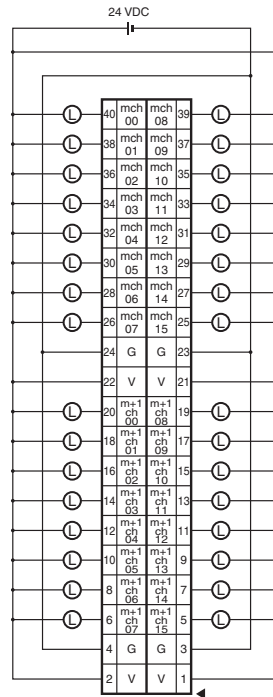 24 VDC
L 40 mch 00 mch 08 39 L
L 38 mch 01 mch 09 37 L
L 36 mch 02 mch 10 35 L
L 34 mch 03 mch 11 33 L
L 32 mch 04 mch 12 31 L
L 30 mch 05 mch 13 29 L
L 28 mch 06 mch 14 27 L
L 26 mch 07 mch 15 25 L
24 G G 23
22 V V 21
L 20 m+1 ch 00 m+1 ch 08 19 L
L 18 m+1 ch 01 m+1 ch 09 17 L
L 16 m+1 ch 02 m+1 ch 10 15 L
L 14 m+1 ch 03 m+1 ch 11 13 L
L 12 m+1 ch 04 m+1 ch 12 11 L
L 10 m+1 ch 05 m+1 ch 13 9 L
L 8 m+1 ch 06 m+1 ch 14 7 L
L 6 m+1 ch 07 m+1 ch 15 5 L
4 G G 3
2 V V 1